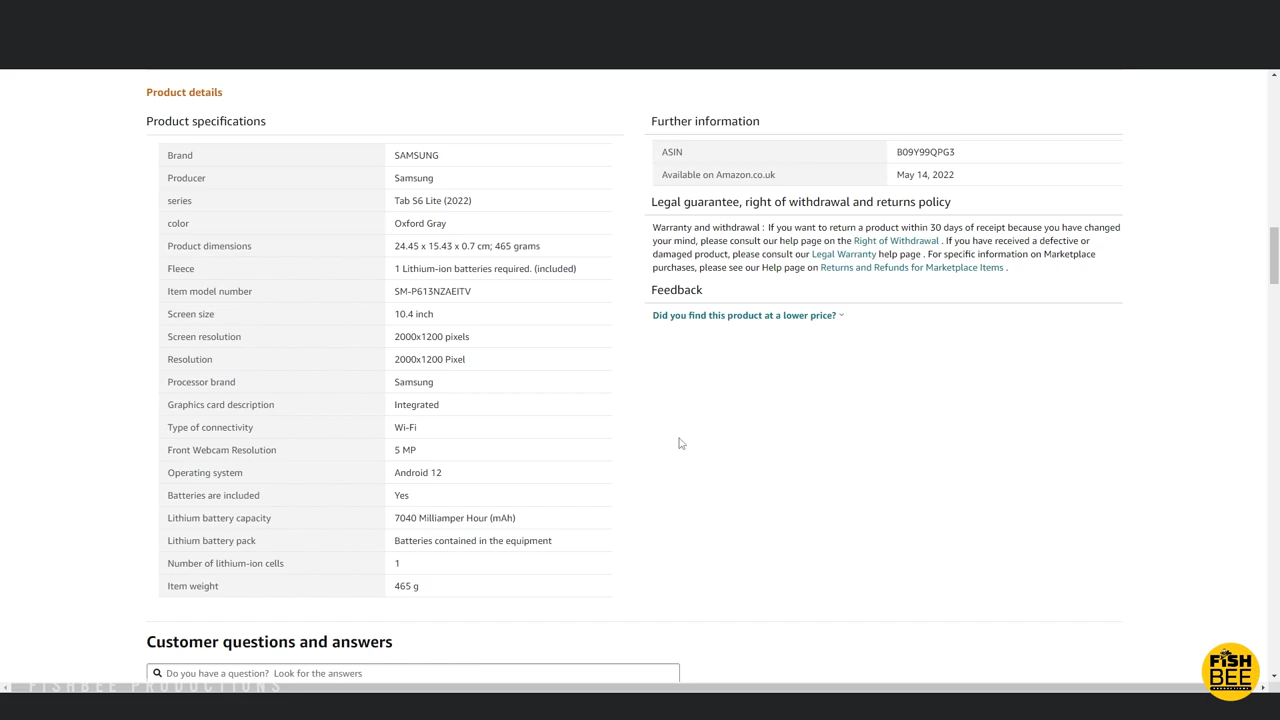 Product details
Product specifications
Brand SAMSUNG
Producer Samsung
series Tab S6 Lite (2022)
color Oxford Gray
Product dimensions 24.45 x 15.43 x 0.7 cm; 465 grams
Fleece 1 Lithium-ion batteries required. (included)
Item model number SM-P613NZAEITV
Screen size 10.4 inch
Screen resolution 2000x1200 pixels
Resolution 2000x1200 Pixel
Processor brand Samsung
Graphics card description Integrated
Type of connectivity Wi-Fi
Front Webcam Resolution 5 MP
Operating system Android 12
Batteries are included Yes
Lithium battery capacity 7040 Milliamper Hour (mAh)
Lithium battery pack Batteries contained in the equipment
Number of lithium-ion cells 1
Item weight 465 g
Further information
ASIN B09Y99QPG3
Available on Amazon.co.uk May 14, 2022
Legal guarantee, right of withdrawal and returns policy
Warranty and withdrawal : If you want to return a product within 30 days of receipt because you have changed
your mind, please consult our help page on the Right of Withdrawal . If you have received a defective or
damaged product, please consult our Legal Warranty help page . For specific information on Marketplace
purchases, please see our Help page on Returns and Refunds for Marketplace Items .
Feedback
Did you find this product at a lower price?
Customer questions and answers
Do you have a question? Look for the answers
FISHBEE PRODUCTIONS
FISH
BEE
PRODUCTIONS